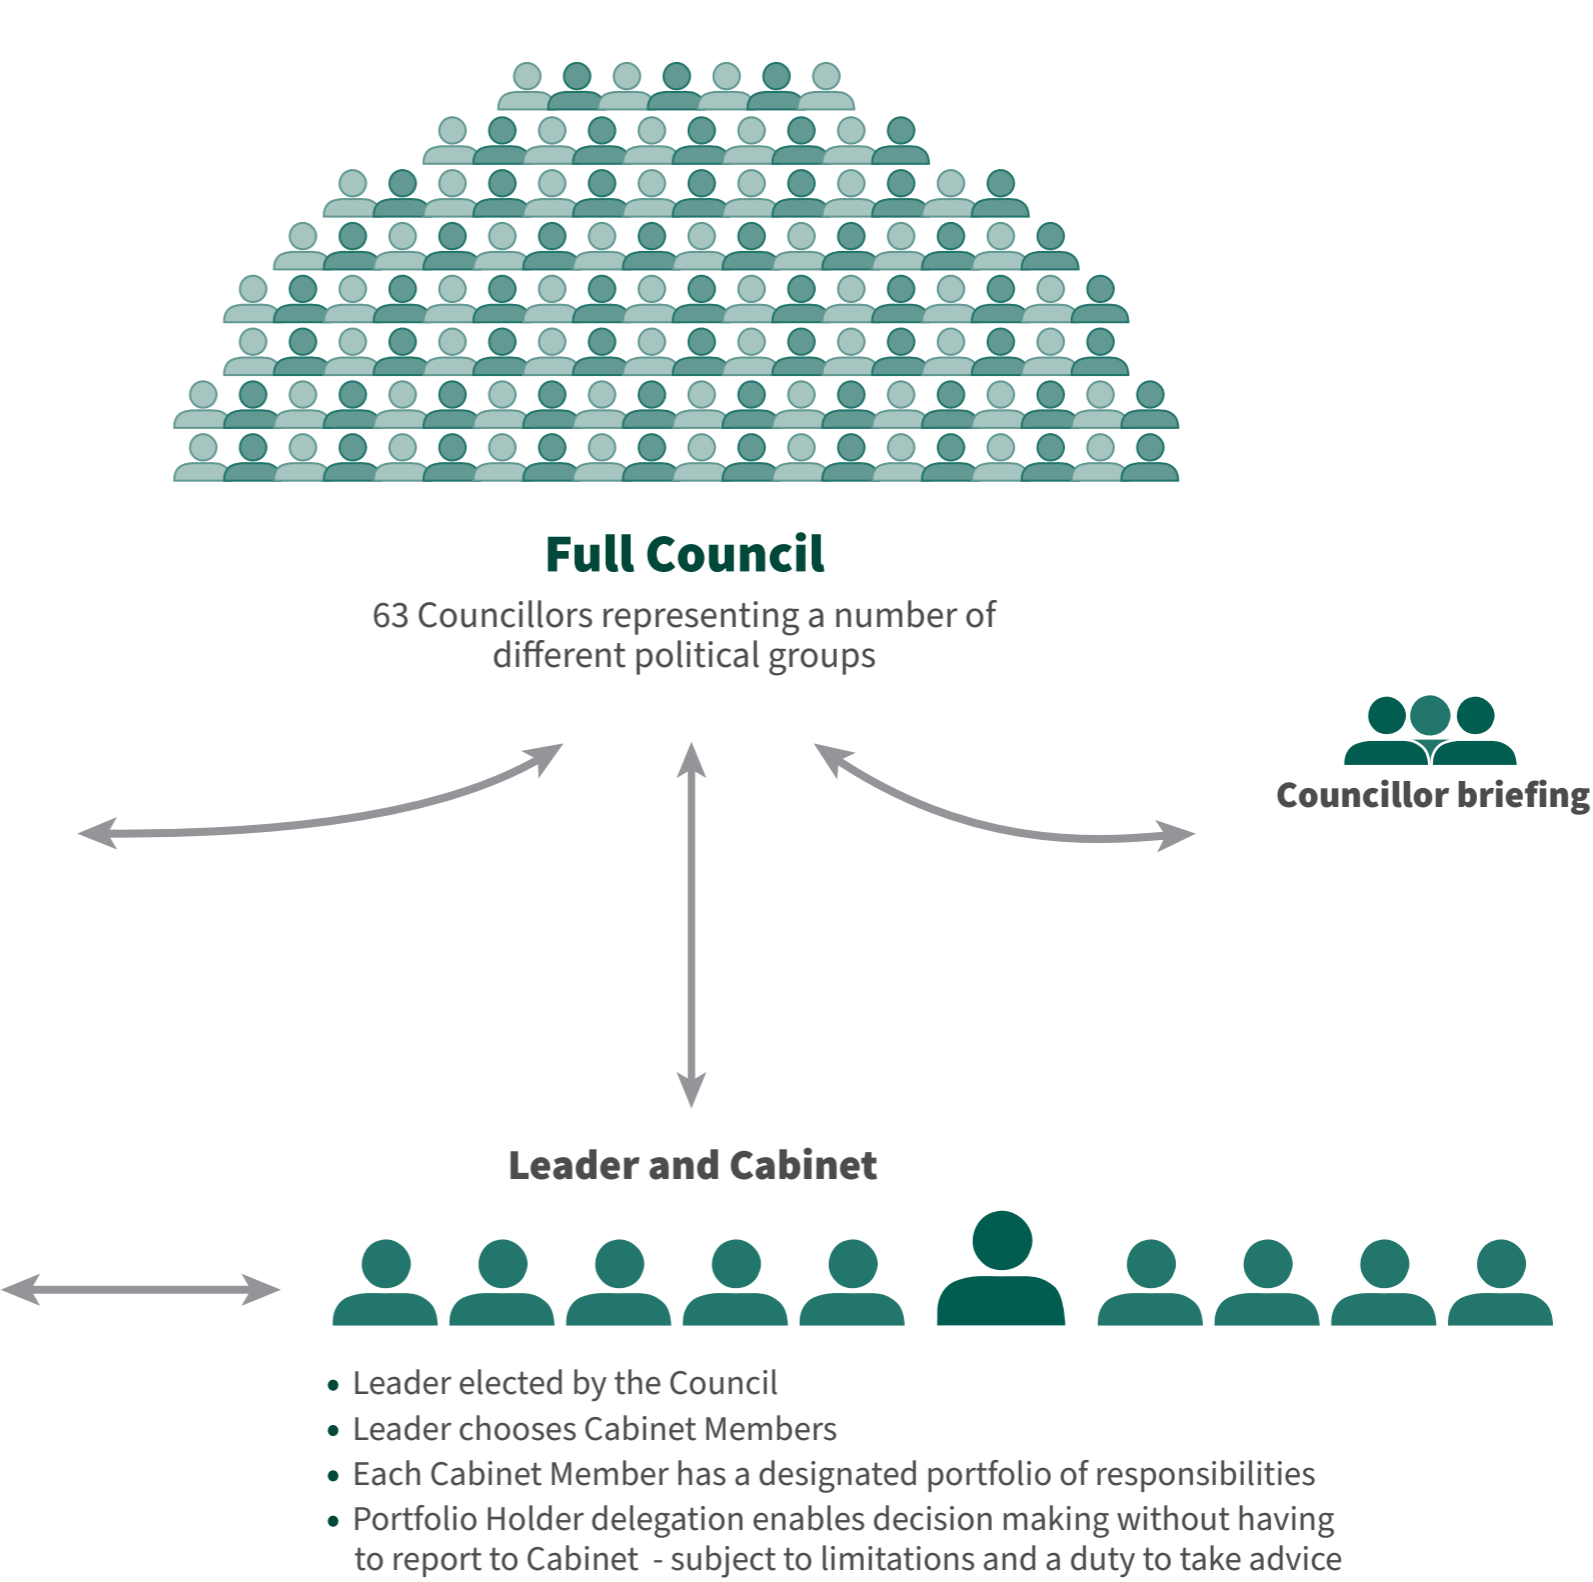 Full Council
63 Councillors representing a number of
different political groups
Councillor briefing
Leader and Cabinet
• Leader elected by the Council
• Leader chooses Cabinet Members
• Each Cabinet Member has a designated portfolio of responsibilities
• Portfolio Holder delegation enables decision making without having
to report to Cabinet  - subject to limitations and a duty to take advice